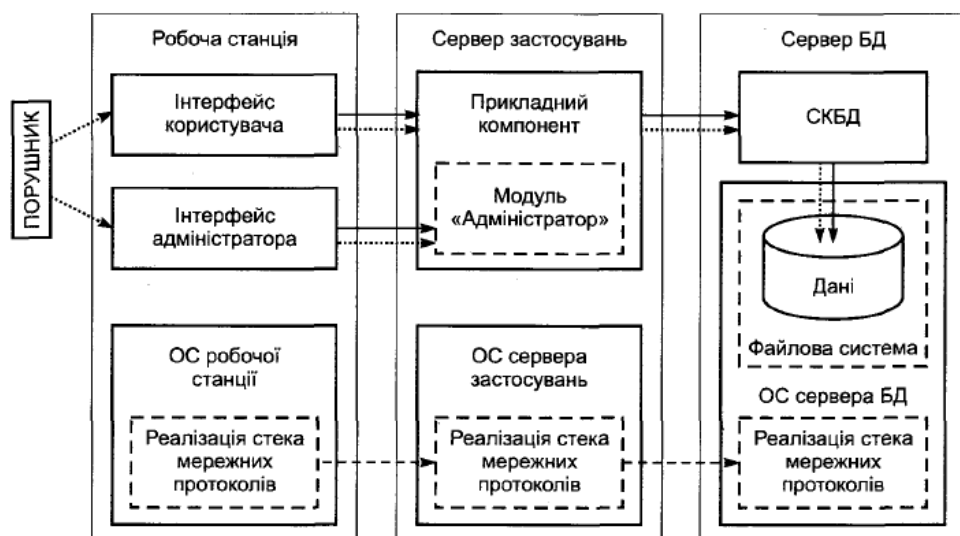 ПОРУШНИК
Робоча станція
Інтерфейс
користувача
Інтерфейс
адміністратора
ОС робочої
станції
Реалізація стека
мережних
протоколів
Сервер застосувань
Прикладний
компонент
Модуль
«Адміністратор»
ОС сервера
застосувань
Реалізація стека
мережних
протоколів
Сервер БД
СКБД
Дані
Файлова система
ОС сервера БД
Реалізація стека
мережних
протоколів